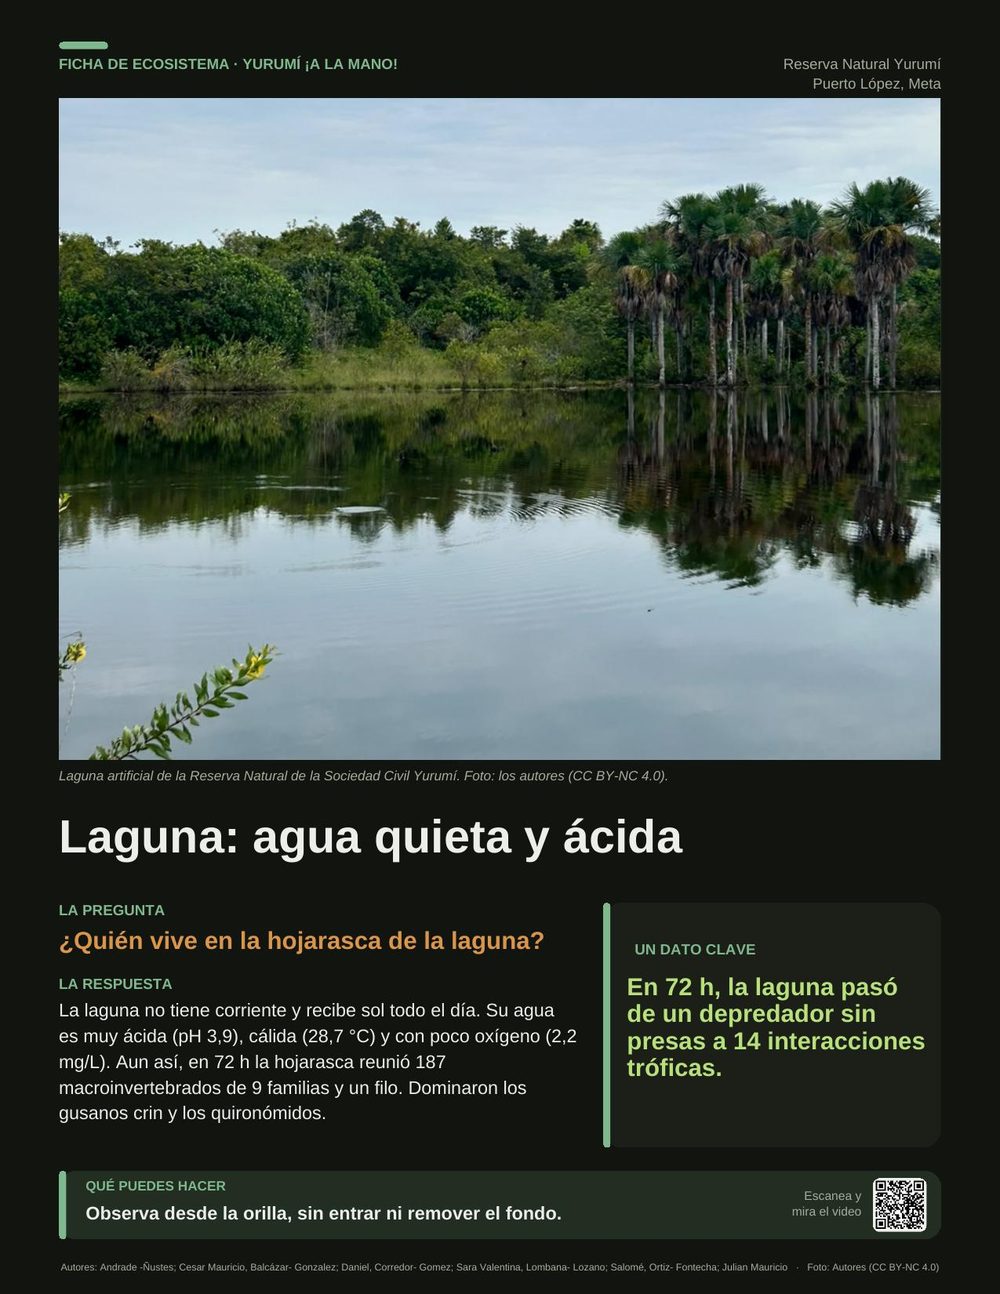 FICHA DE ECOSISTEMA · YURUMÍ ¡A LA MANO!
Reserva Natural Yurumí
Puerto López, Meta
Laguna artificial de la Reserva Natural de la Sociedad Civil Yurumí. Foto: los autores (CC BY-NC 4.0).
Laguna: agua quieta y ácida
LA PREGUNTA
¿Quién vive en la hojarasca de la laguna?
LA RESPUESTA
La laguna no tiene corriente y recibe sol todo el día. Su agua
es muy ácida (pH 3,9), cálida (28,7 °C) y con poco oxígeno (2,2
mg/L). Aun así, en 72 h la hojarasca reunió 187
macroinvertebrados de 9 familias y un filo. Dominaron los
gusanos crin y los quironómidos.
UN DATO CLAVE
En 72 h, la laguna pasó
de un depredador sin
presas a 14 interacciones
tróficas.
QUÉ PUEDES HACER
Observa desde la orilla, sin entrar ni remover el fondo.
Escanea y
mira el video
Autores: Andrade -Ñustes; Cesar Mauricio, Balcázar- Gonzalez; Daniel, Corredor- Gomez; Sara Valentina, Lombana- Lozano; Salomé, Ortiz- Fontecha; Julian Mauricio · Foto: Autores (CC BY-NC 4.0)